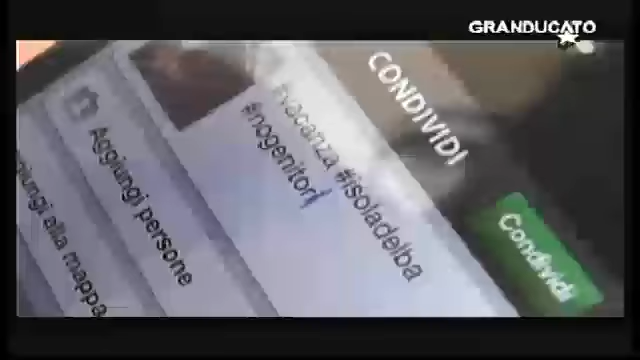 GRANDUCATO
CONDIVIDI
#vacanza #isoladelba
#nogenitori
Condividi
Aggiungi persone
Aggiungi alla mappa